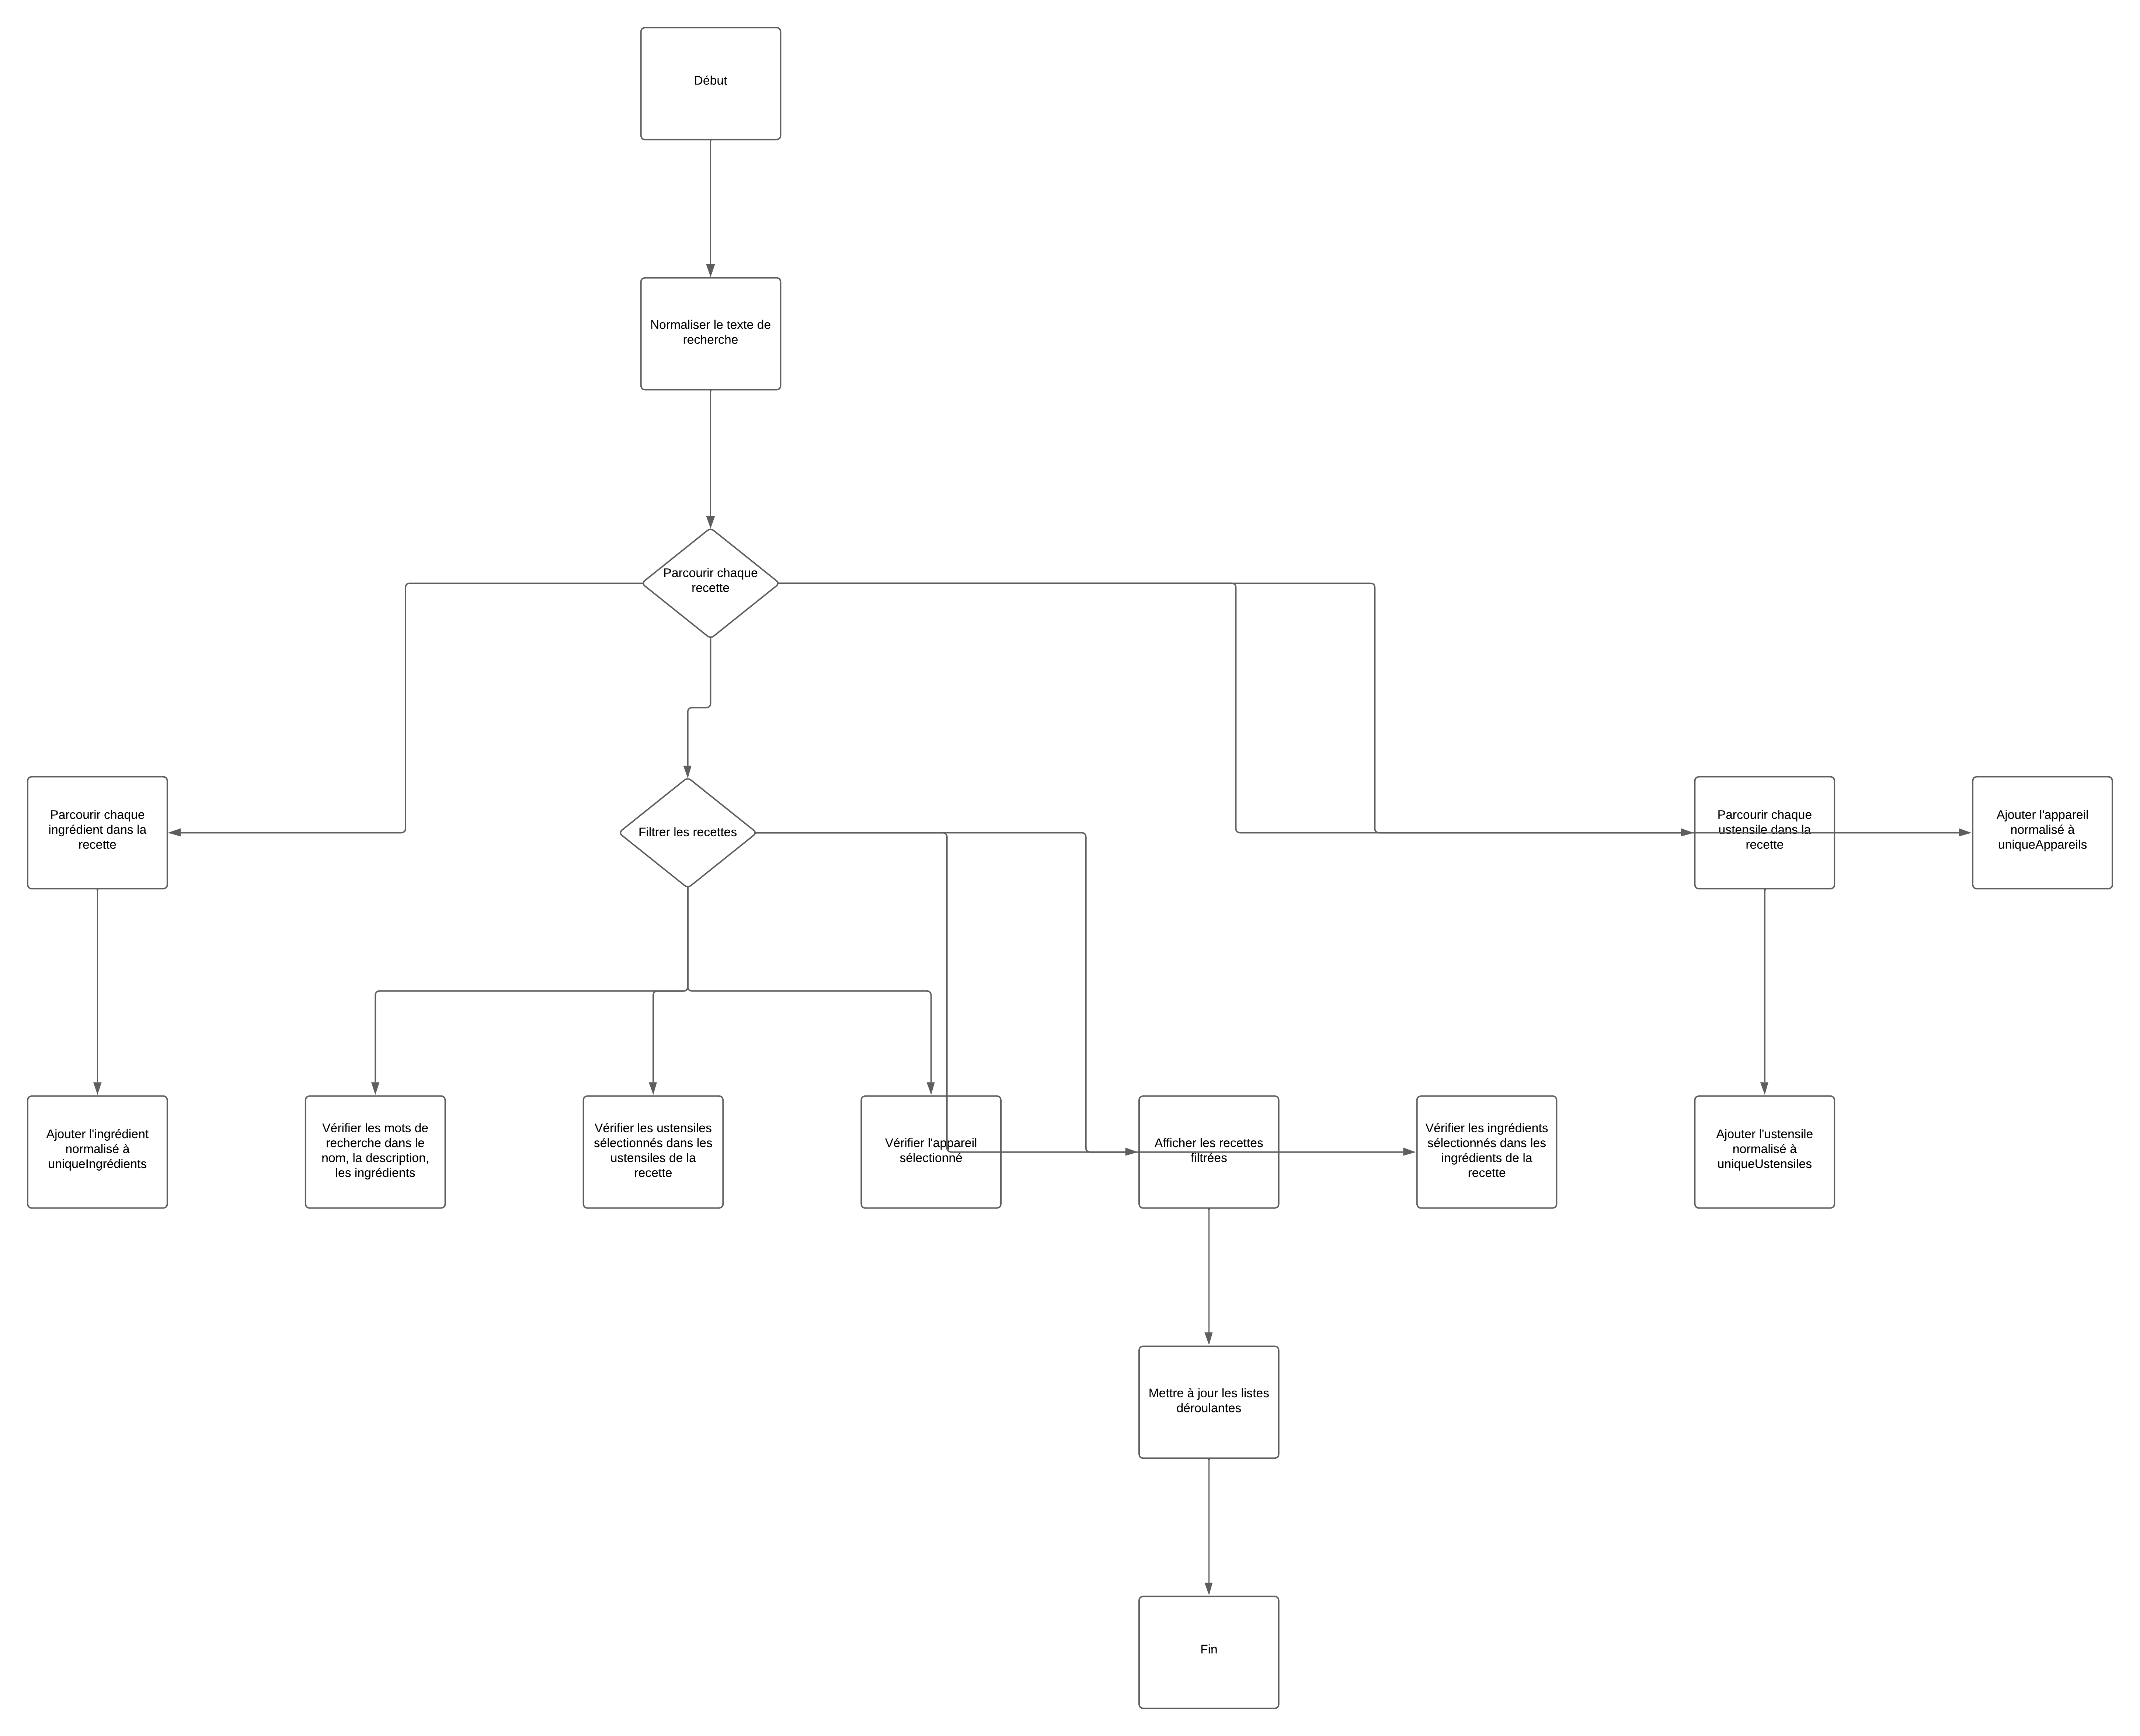 Début
Normaliser le texte de
recherche
Parcourir chaque
recette
Parcourir chaque
ingrédient dans la
recette
Filtrer les recettes
Parcourir chaque
ustensile dans la
recette
Ajouter l'appareil
normalisé à
uniqueAppareils
Ajouter l'ingrédient
normalisé à
uniqueIngrédients
Vérifier les mots de
recherche dans le
nom, la description,
les ingrédients
Vérifier les ustensiles
sélectionnés dans les
ustensiles de la
recette
Vérifier l'appareil
sélectionné
Afficher les recettes
filtrées
Vérifier les ingrédients
sélectionnés dans les
ingrédients de la
recette
Ajouter l'ustensile
normalisé à
uniqueUstensiles
Mettre à jour les listes
déroulantes
Fin